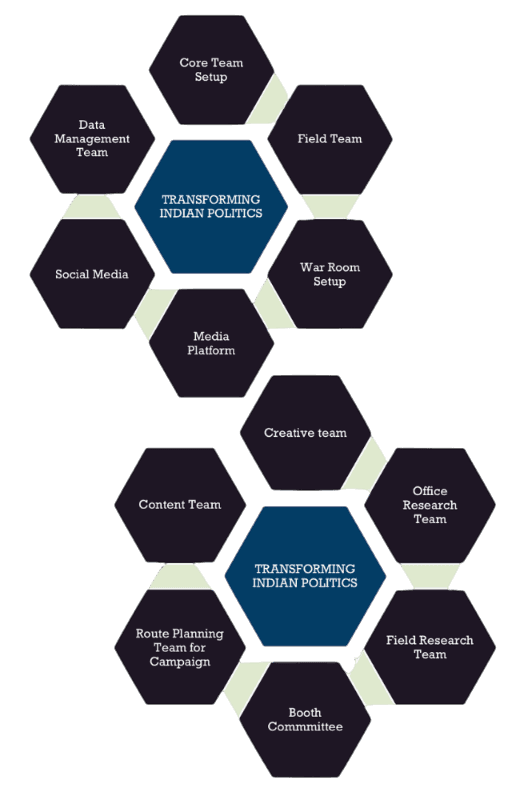 Core Team
Setup
Data
Management
Team
Field Team
TRANSFORMING
INDIAN POLITICS
Social Media
War Room
Setup
Media
Platform
Creative team
Content Team
Office
Research
Team
TRANSFORMING
INDIAN POLITICS
Route Planning
Team for
Campaign
Field Research
Team
Booth
Commmittee